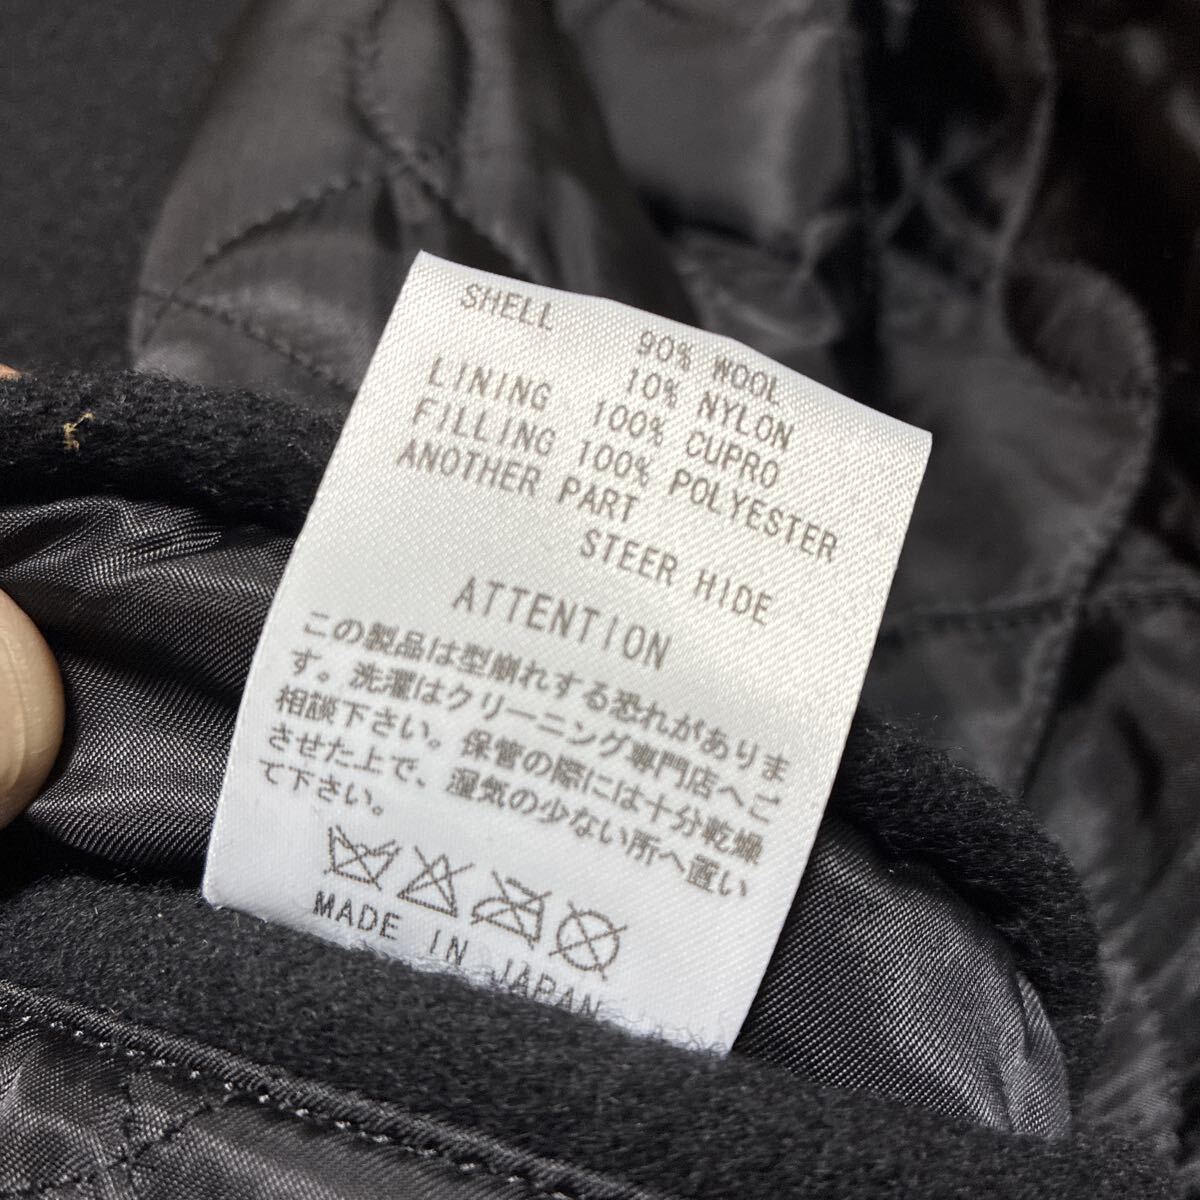 SHELL 90% WOOL
10% NYLON
LINING 100% CUPRO
FILLING 100% POLYESTER
ANOTHER PART
STEER HIDE
ATTENTION
この製品は型崩れする恐れがありま
す。洗濯はクリーニング専門店へご
相談下さい。保管の際には十分乾燥
させた上で、湿気の少ない所へ置い
て下さい。
MADE IN JAPAN